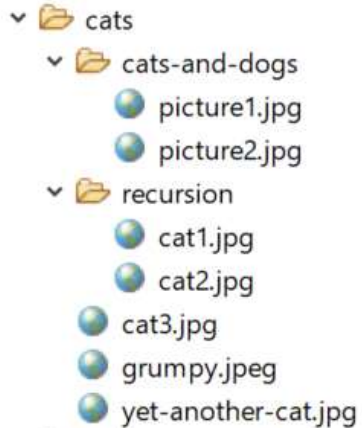 cats
cats-and-dogs
picture1.jpg
picture2.jpg
recursion
cat1.jpg
cat2.jpg
cat3.jpg
grumpy.jpeg
yet-another-cat.jpg